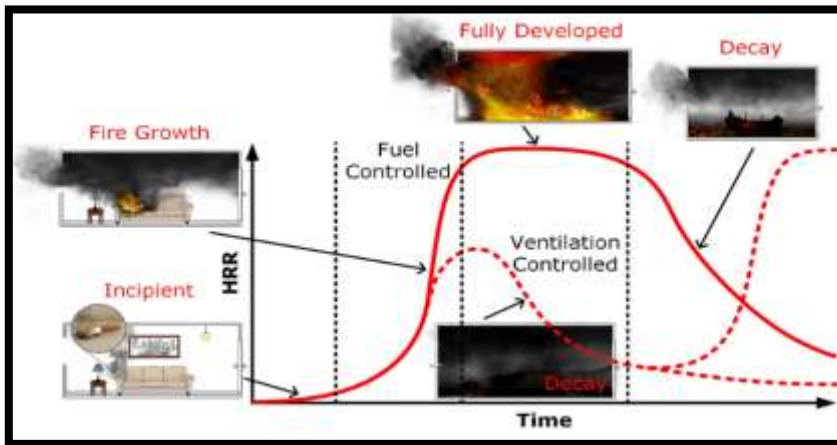 Fully Developed
Decay
Fire Growth
Fuel
Controlled
Ventilation
Controlled
HRR
Incipient
Decay
Time